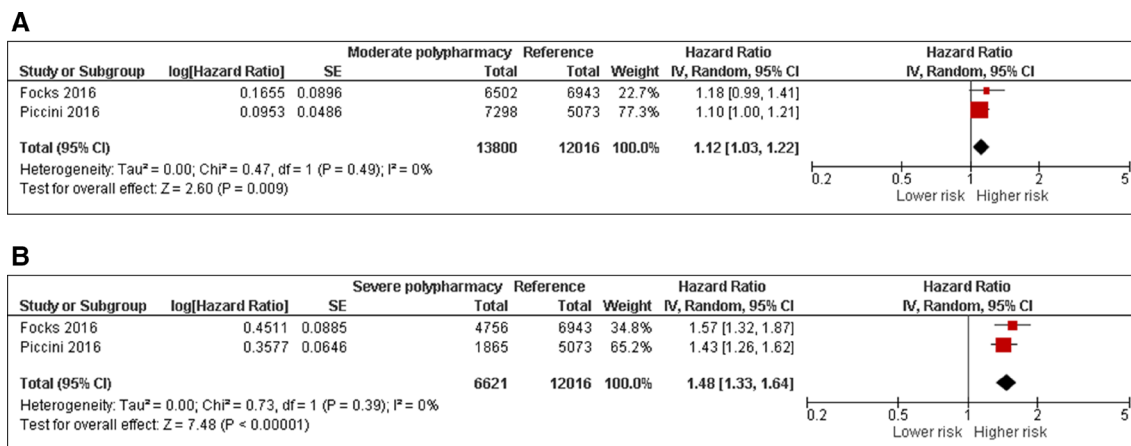 A
Moderate polypharmacy Reference Hazard Ratio Hazard Ratio
Study or Subgroup log[Hazard Ratio] SE Total Total Weight IV, Random, 95% CI IV, Random, 95% CI
Focks 2016 0.1655 0.0896 6502 6943 22.7% 1.18 [0.99, 1.41]
Piccini 2016 0.0953 0.0486 7298 5073 77.3% 1.10 [1.00, 1.21]
Total (95% CI) 13800 12016 100.0% 1.12 [1.03, 1.22]
Heterogeneity: Tau² = 0.00; Chi² = 0.47, df = 1 (P = 0.49); I² = 0%
Test for overall effect: Z = 2.60 (P = 0.009)
0.2 0.5 1 2 5
Lower risk Higher risk
B
Severe polypharmacy Reference Hazard Ratio Hazard Ratio
Study or Subgroup log[Hazard Ratio] SE Total Total Weight IV, Random, 95% CI IV, Random, 95% CI
Focks 2016 0.4511 0.0885 4756 6943 34.8% 1.57 [1.32, 1.87]
Piccini 2016 0.3577 0.0646 1865 5073 65.2% 1.43 [1.26, 1.62]
Total (95% CI) 6621 12016 100.0% 1.48 [1.33, 1.64]
Heterogeneity: Tau² = 0.00; Chi² = 0.73, df = 1 (P = 0.39); I² = 0%
Test for overall effect: Z = 7.48 (P < 0.00001)
0.2 0.5 1 2 5
Lower risk Higher risk